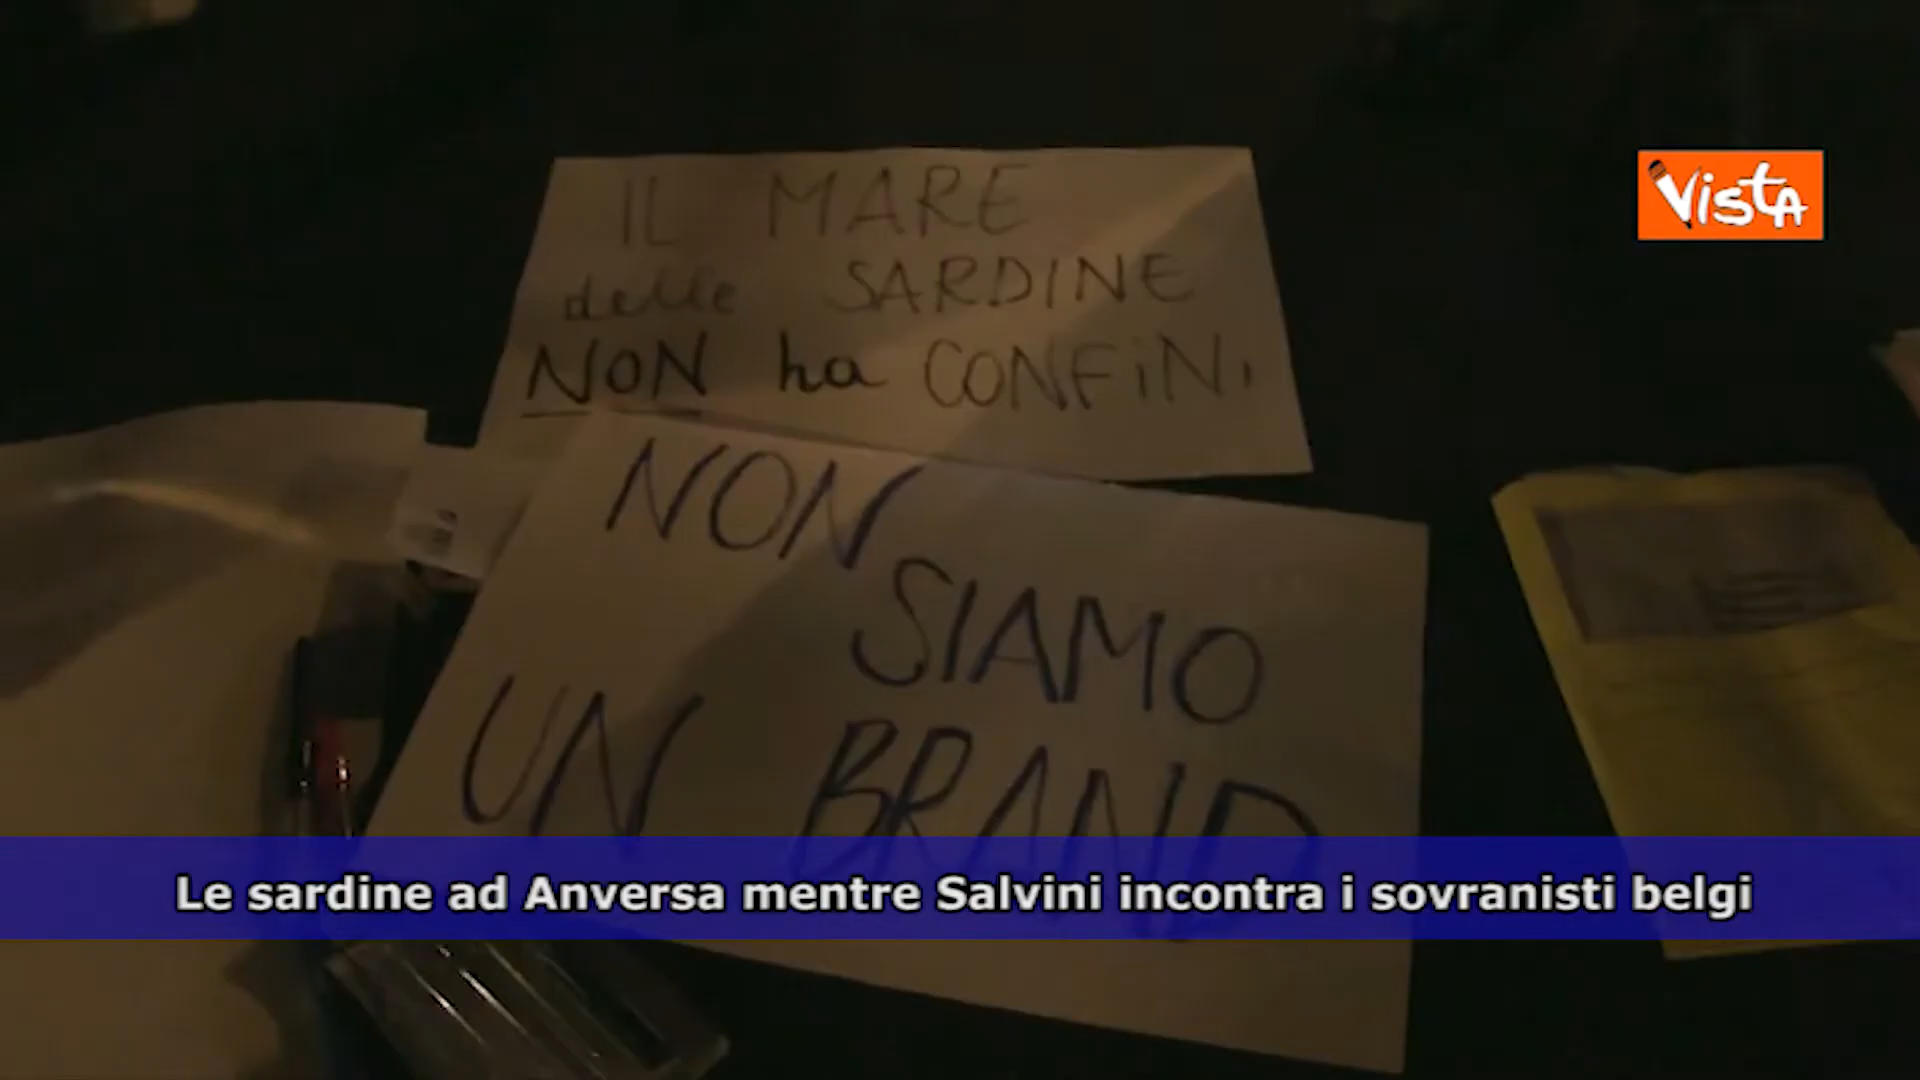 VISTA
IL MARE
delle SARDINE
NON ha CONFINI
NON
SIAMO
UN BRAND
Le sardine ad Anversa mentre Salvini incontra i sovranisti belgi